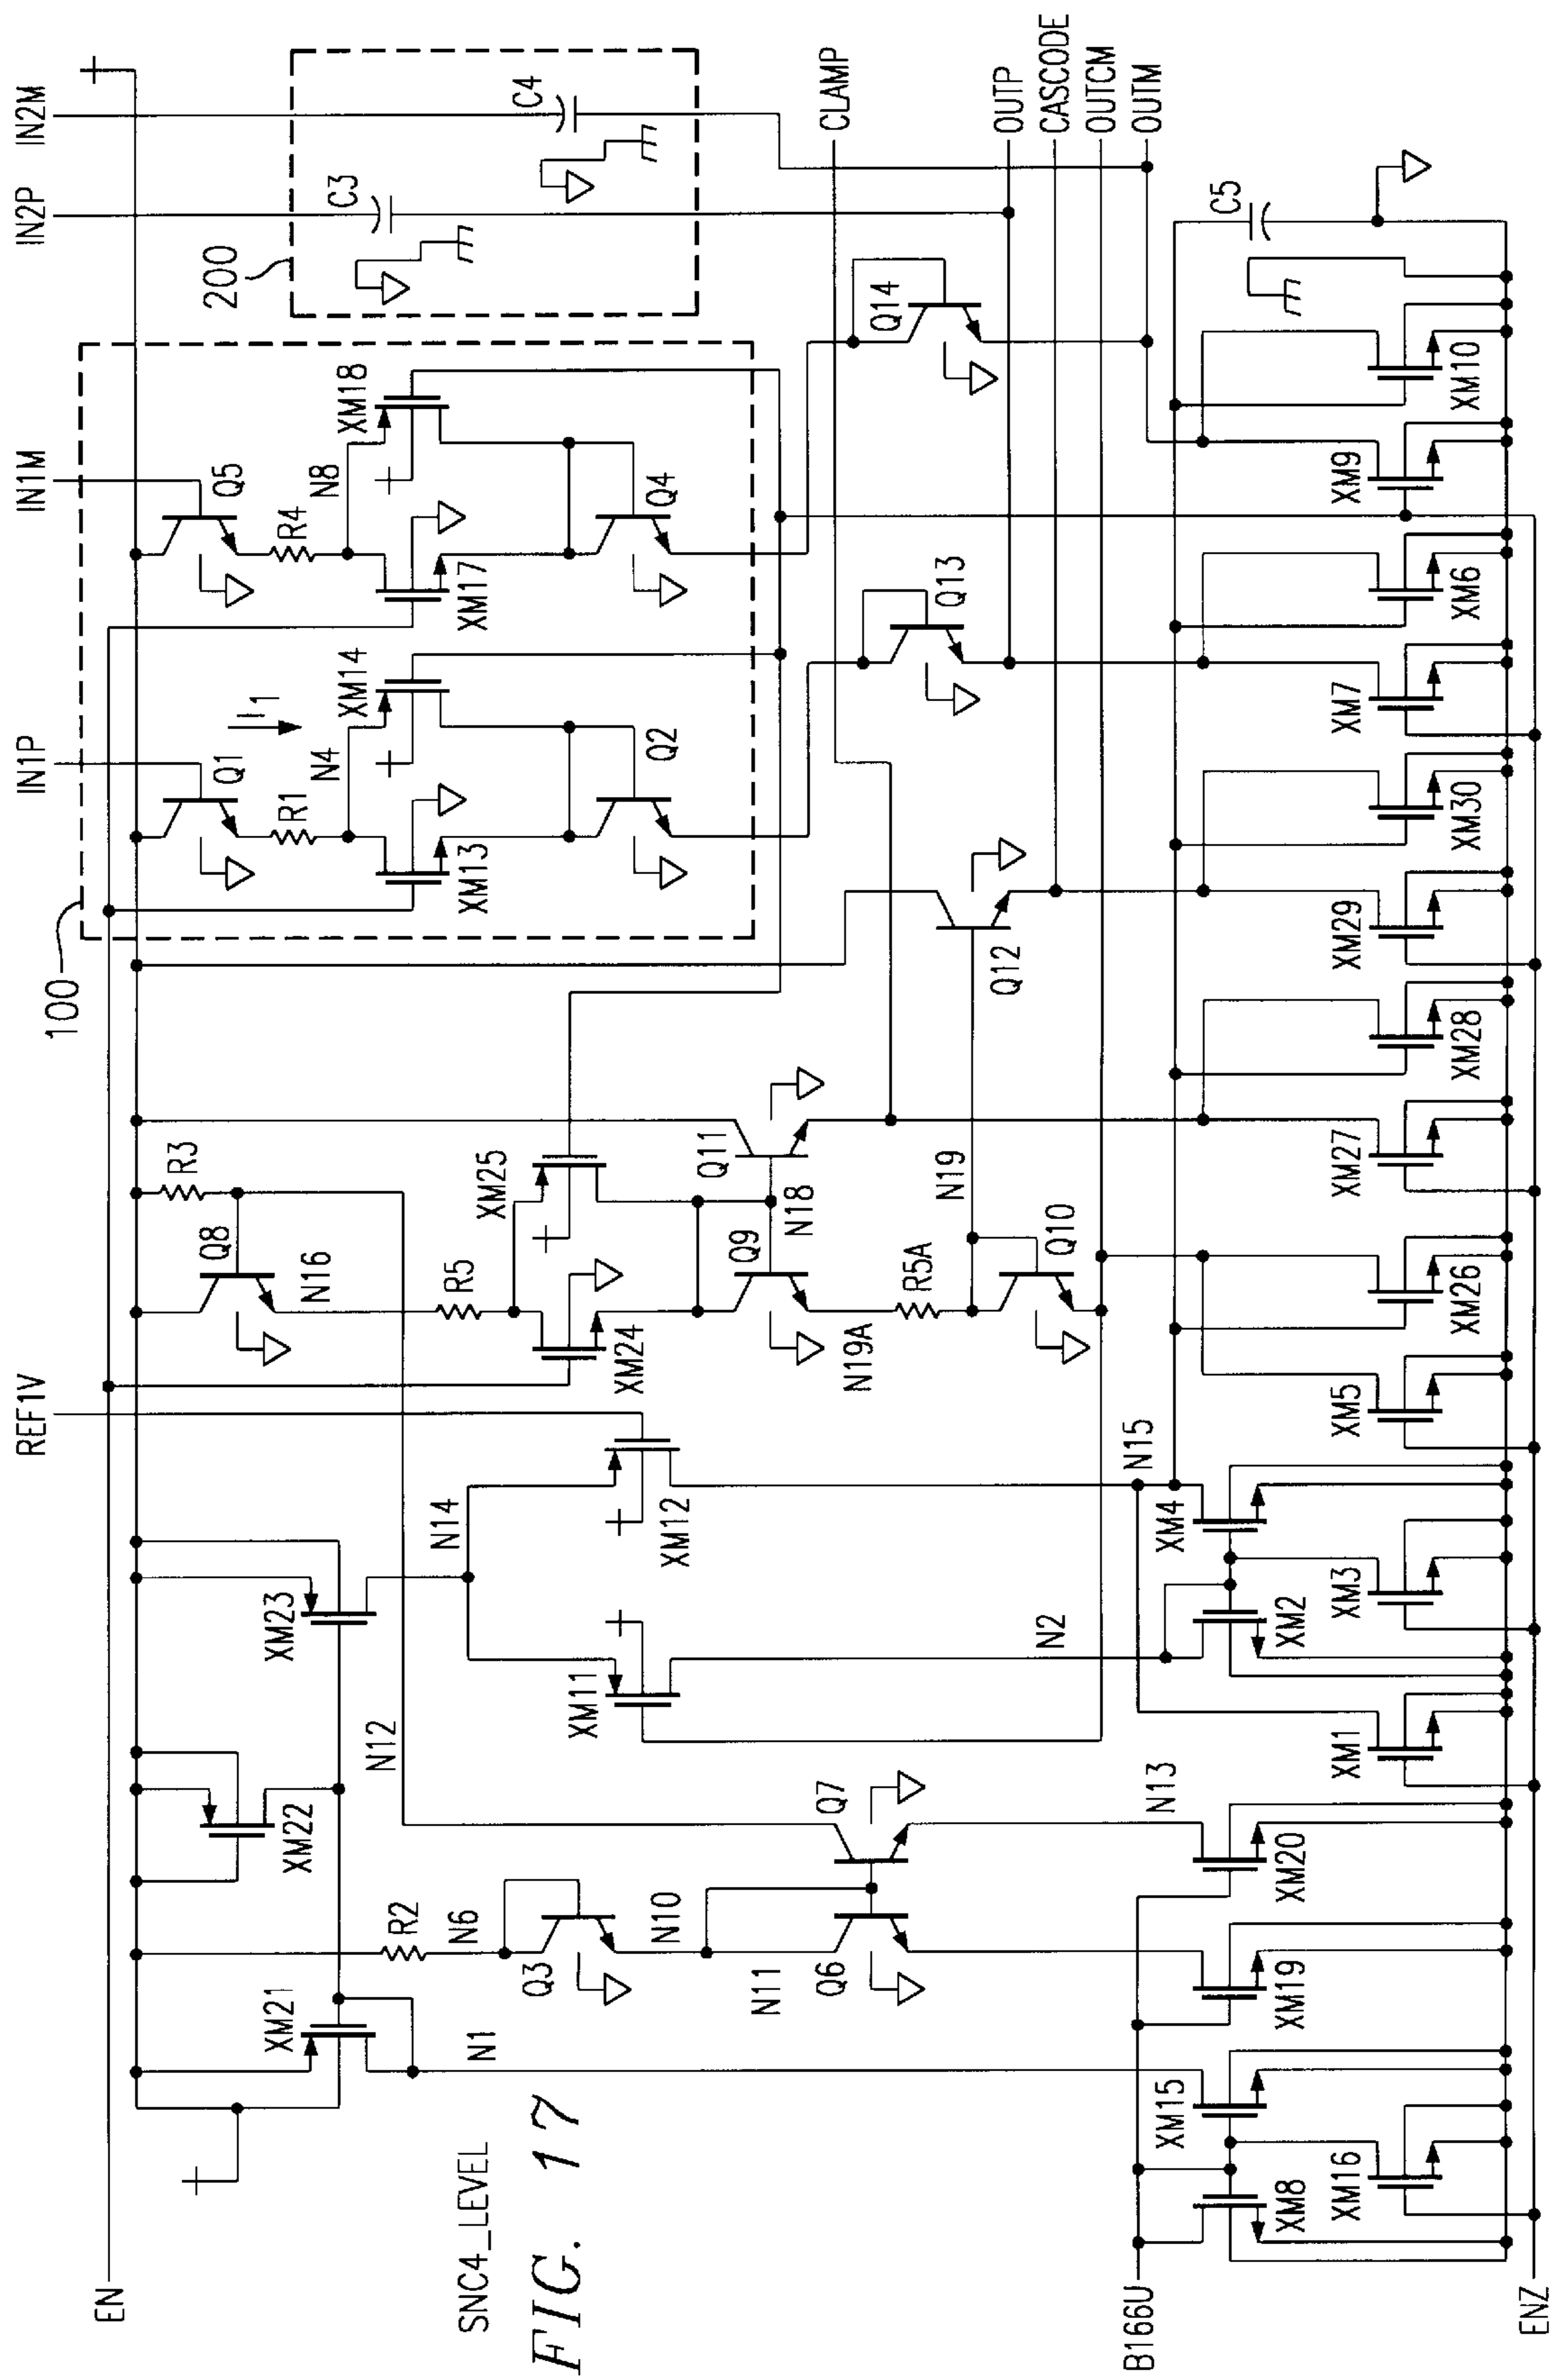 IN2M
IN2P
IN1M
IN1P
REF1V
EN
200
C3
C4
100
Q5
R4
N8
XM18
XM17
Q4
Q1
R1
I1
N4
XM14
XM13
Q2
CLAMP
OUTP
CASCODE
OUTCM
OUTM
Q14
Q13
Q12
R3
Q8
N16
R5
XM25
XM24
Q11
Q9
N18
N19A
R5A
N19
Q10
XM23
N14
XM12
XM11
N15
N2
XM22
N12
XM21
R2
N6
Q3
N10
Q7
N11
Q6
N13
N1
C5
XM10
XM9
XM6
XM7
XM30
XM29
XM28
XM27
XM26
XM5
XM4
XM3
XM2
XM1
XM20
XM19
XM15
XM16
XM8
B166U
ENZ
SNC4_LEVEL
FIG. 17